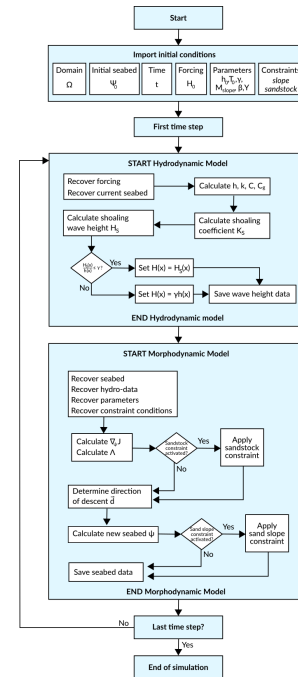 Start
Import initial conditions
Domain
Ω
Initial seabed
Ψ₀
Time
t
Forcing
H₀
Parameters
h₀,T₀,γ,
Mslope, β,Υ
Constraints
slope
sandstock
First time step
START Hydrodynamic Model
Recover forcing
Recover current seabed
Calculate h, k, C, Cg
Calculate shoaling
wave height HS
Calculate shoaling
coefficient KS
Yes
Set H(x) = HS(x)
No
Set H(x) = γh(x)
Save wave height data
END Hydrodynamic model
START Morphodynamic Model
Recover seabed
Recover hydro-data
Recover parameters
Recover constraint conditions
Calculate ∇ψJ
Calculate Λ
Sandstock
constraint
activated?
Yes
Apply
sandstock
constraint
No
Determine direction
of descent d
Calculate new seabed ψ
Sand slope
constraint
activated?
Yes
Apply
sand slope
constraint
No
Save seabed data
END Morphodynamic Model
No
Last time step?
Yes
End of simulation